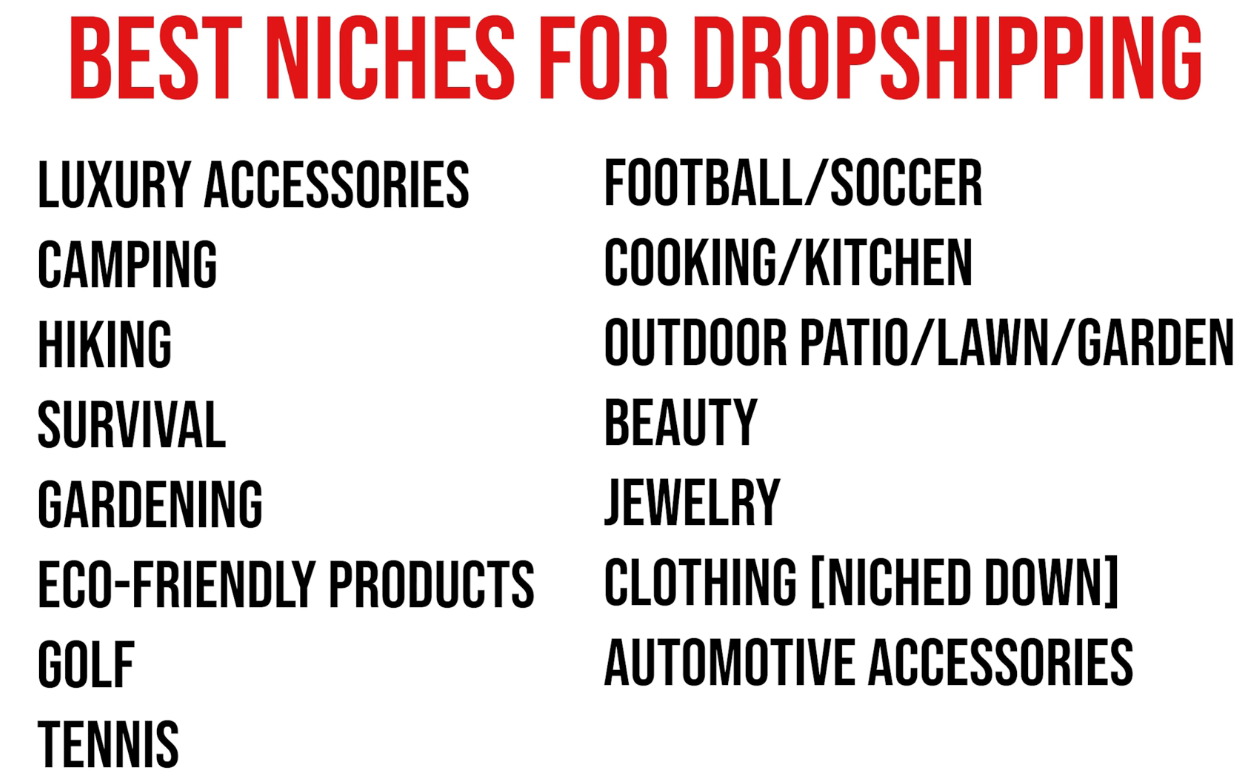 BEST NICHES FOR DROPSHIPPING
LUXURY ACCESSORIES
CAMPING
HIKING
SURVIVAL
GARDENING
ECO-FRIENDLY PRODUCTS
GOLF
TENNIS
FOOTBALL/SOCCER
COOKING/KITCHEN
OUTDOOR PATIO/LAWN/GARDEN
BEAUTY
JEWELRY
CLOTHING [NICHED DOWN]
AUTOMOTIVE ACCESSORIES